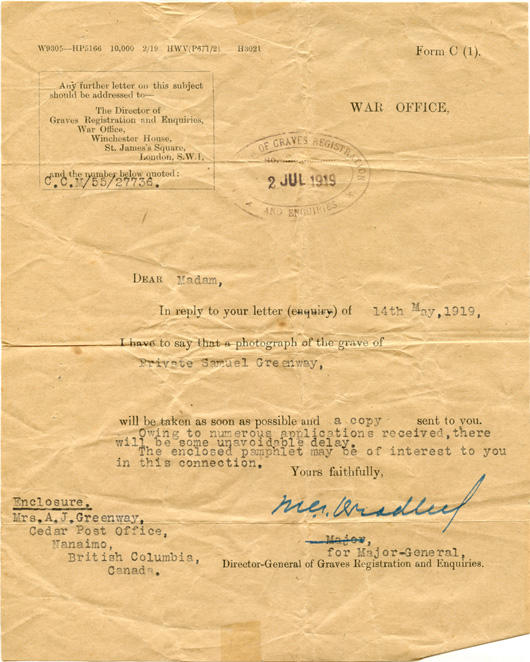 W9305—HP5166 10,000 2/19 HWV(P677/2) H3021
Form C (1).
Any further letter on this subject
should be addressed to—
The Director of
Graves Registration and Enquiries,
War Office,
Winchester House,
St. James's Square,
London, S.W.1,
and the number below quoted:
C.C.M/55/27736.
WAR OFFICE,
OF GRAVES REGISTRATION
2 JUL 1919
AND ENQUIRIES
DEAR Madam,
In reply to your letter (enquiry) of 14th May, 1919,
I have to say that a photograph of the grave of
Private Samuel Greenway,
will be taken as soon as possible and a copy sent to you.
Owing to numerous applications received, there
will be some unavoidable delay.
The enclosed pamphlet may be of interest to you
in this connection.
Yours faithfully,
Enclosure.
Mrs. A.J. Greenway,
Cedar Post Office,
Nanaimo,
British Columbia,
Canada.
Major,
for Major-General,
Director-General of Graves Registration and Enquiries.